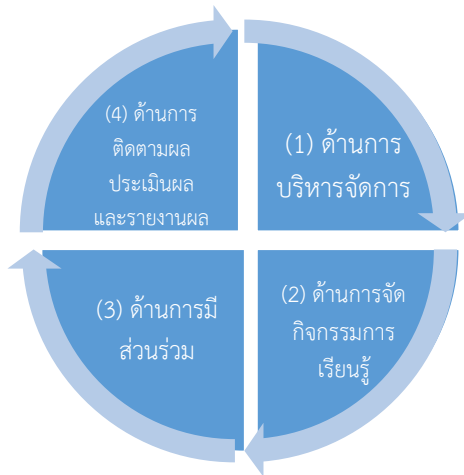 (1) ด้านการ
บริหารจัดการ
(2) ด้านการจัด
กิจกรรมการ
เรียนรู้
(3) ด้านการมี
ส่วนร่วม
(4) ด้านการ
ติดตามผล
ประเมินผล
และรายงานผล